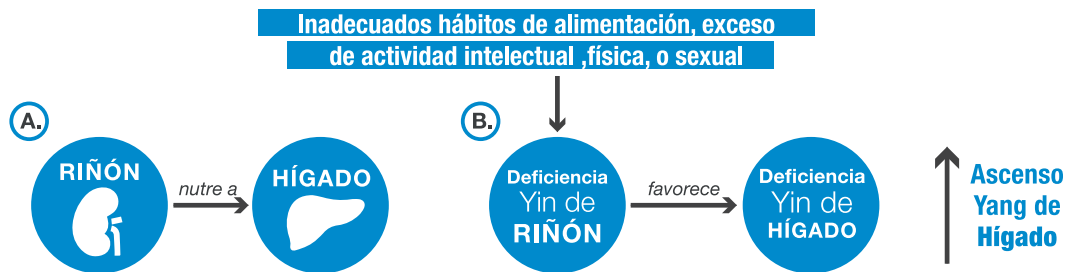 Inadecuados hábitos de alimentación, exceso
de actividad intelectual ,física, o sexual
A.
RIÑÓN
nutre a
HÍGADO
B.
Deficiencia
Yin de
RIÑÓN
favorece
Deficiencia
Yin de
HÍGADO
Ascenso
Yang de
Hígado